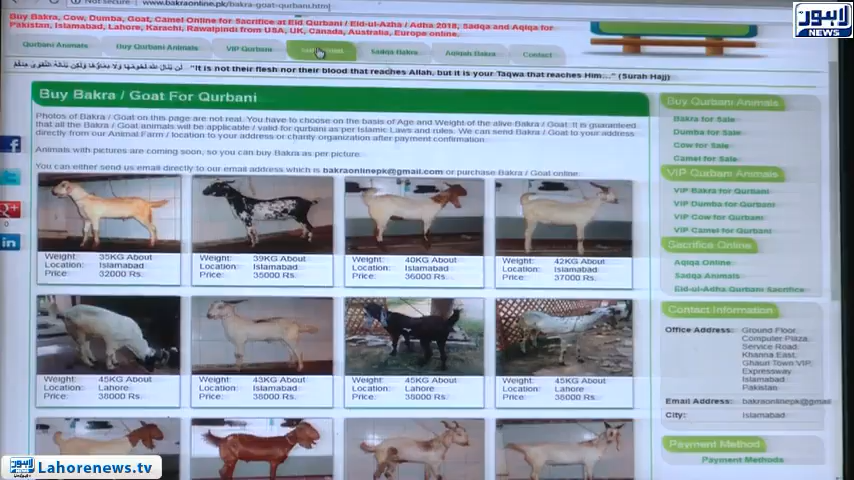 Not secure | www.bakraonline.pk/bakra-goat-qurbani.html
Buy Bakra, Cow, Dumba, Goat, Camel Online for Sacrifice at Eid Qurbani / Eid-ul-Azha / Adha 2018, Sadqa and Aqiqa for
Pakistan, Islamabad, Lahore, Karachi, Rawalpindi from USA, UK, Canada, Australia, Europe online.
لاہور
NEWS
Qurbani Animals Buy Qurbani Animals VIP Qurbani Sadqa Bakra Aqiqah Bakra Contact
"It is not their flesh nor their blood that reaches Allah, but it is your Taqwa that reaches Him..." (Surah Hajj)
Buy Bakra / Goat For Qurbani
Photos of Bakra / Goat on this page are not real. You have to choose on the basis of Age and Weight of the alive-Bakra / Goat. It is guaranteed
that all the Bakra / Goat animals will be applicable / valid for qurbani as per Islamic Laws and rules. We can send Bakra / Goat to your address
directly from our Animal Farm / location to your address or charity organization after payment confirmation.
Animals with pictures are coming soon, so you can buy Bakra as per picture.
You can either send us email directly to our email address which is bakraonlinepk@gmail.com or purchase Bakra / Goat online.
Weight: 35KG About
Location: Islamabad
Price: 32000 Rs.
Weight: 39KG About
Location: Islamabad
Price: 35000 Rs.
Weight: 40KG About
Location: Islamabad
Price: 36000 Rs.
Weight: 42KG About
Location: Islamabad
Price: 37000 Rs.
Weight: 45KG About
Location: Lahore
Price: 38000 Rs.
Weight: 43KG About
Location: Islamabad
Price: 38000 Rs.
Weight: 45KG About
Location: Lahore
Price: 38000 Rs.
Weight: 45KG About
Location: Lahore
Price: 38000 Rs.
Buy Qurbani Animals
Bakra for Sale
Dumba for Sale
Cow for Sale
Camel for Sale
VIP Qurbani Animals
VIP Bakra for Qurbani
VIP Dumba for Qurbani
VIP Cow for Qurbani
VIP Camel for Qurbani
Sacrifice Online
Aqiqa Online
Sadqa Animals
Eid-ul-Adha Qurbani Sacrifice
Contact Information
Office Address: Ground Floor,
Computer Plaza,
Service Road,
Khanna East,
Ghauri Town VIP,
Expressway
Islamabad
Pakistan.
Email Address: bakraonlinepk@gmail
City: Islamabad
Payment Method
Payment Methods
f
g+
0
in
لاہور
NEWS
Lahorenews.tv